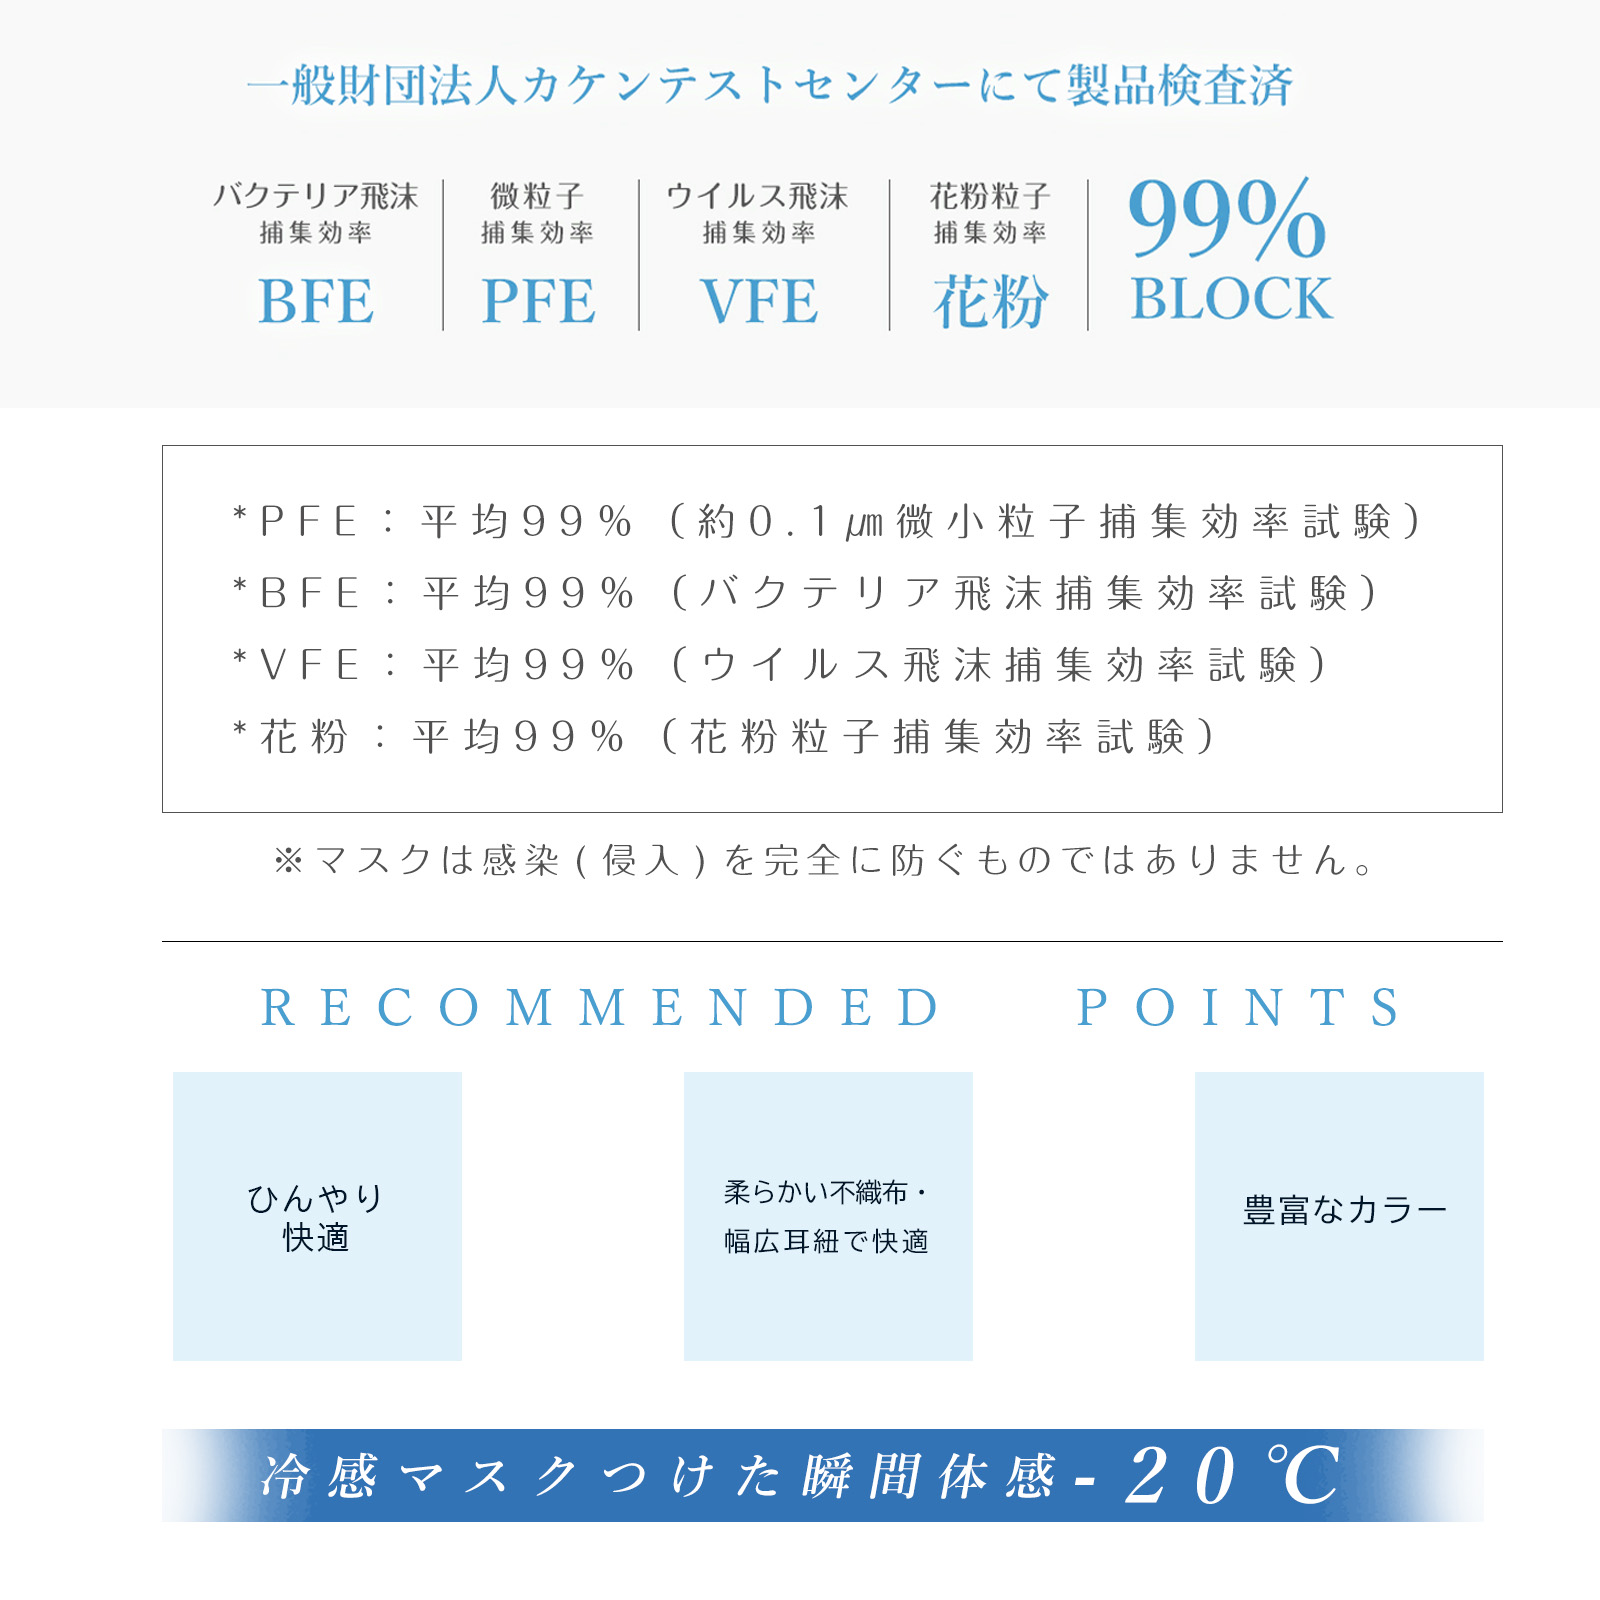 一般財団法人カケンテストセンターにて製品検査済
バクテリア飛沫
捕集効率
BFE
微粒子
捕集効率
PFE
ウイルス飛沫
捕集効率
VFE
花粉粒子
捕集効率
花粉
99%
BLOCK
*PFE：平均99%（約0.1㎛微小粒子捕集効率試験）
*BFE：平均99%（バクテリア飛沫捕集効率試験）
*VFE：平均99%（ウイルス飛沫捕集効率試験）
*花粉：平均99%（花粉粒子捕集効率試験）
※マスクは感染(侵入)を完全に防ぐものではありません。
RECOMMENDED POINTS
ひんやり
快適
柔らかい不織布・
幅広耳紐で快適
豊富なカラー
冷感マスクつけた瞬間体感-20℃